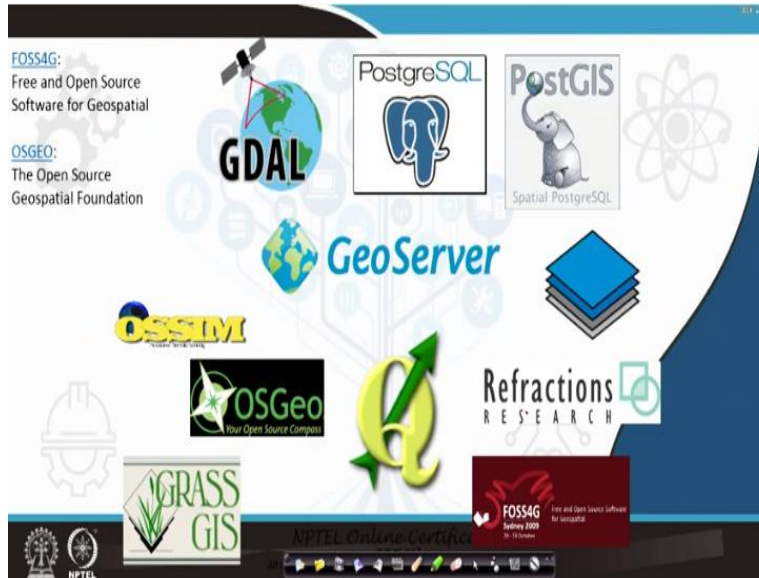 FOSS4G:
Free and Open Source
Software for Geospatial
OSGEO:
The Open Source
Geospatial Foundation
GDAL
PostgreSQL
PostGIS
Spatial PostgreSQL
GeoServer
OSSIM
OSGeo
Your Open Source Compass
Q
Refractions
RESEARCH
GRASS
GIS
FOSS4G
Sydney 2009
Free and Open Source Software
for Geospatial
NPTEL Online Certific
NPTEL